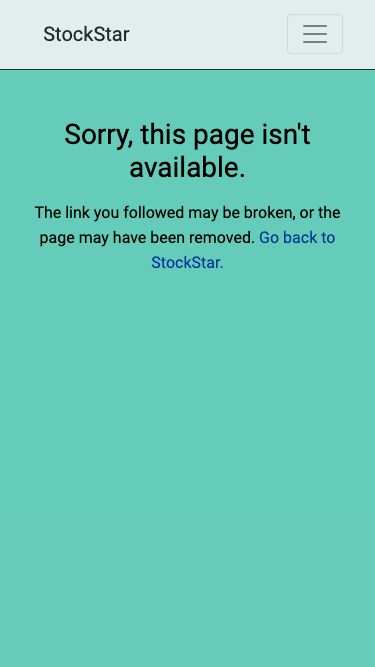 StockStar
Sorry, this page isn't
available.
The link you followed may be broken, or the
page may have been removed. Go back to
StockStar.